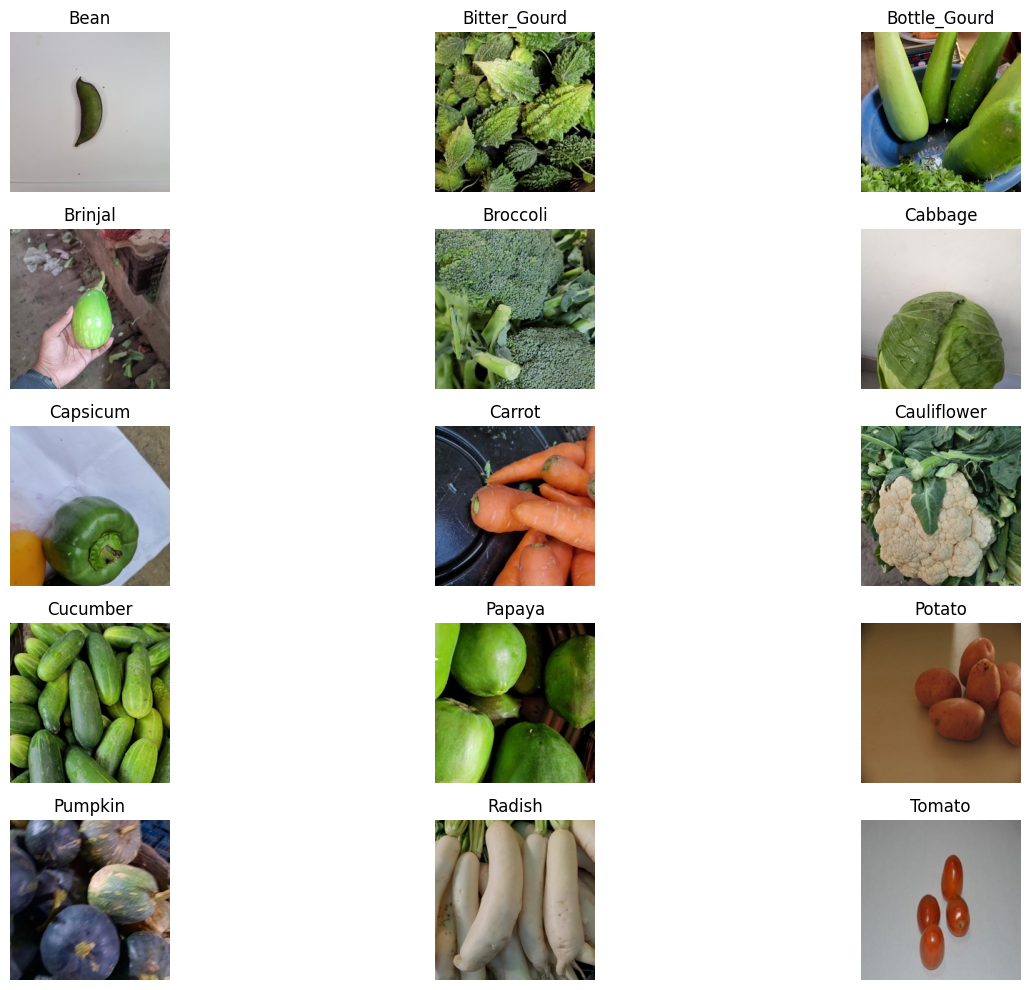 Bean
Bitter_Gourd
Bottle_Gourd
Brinjal
Broccoli
Cabbage
Capsicum
Carrot
Cauliflower
Cucumber
Papaya
Potato
Pumpkin
Radish
Tomato